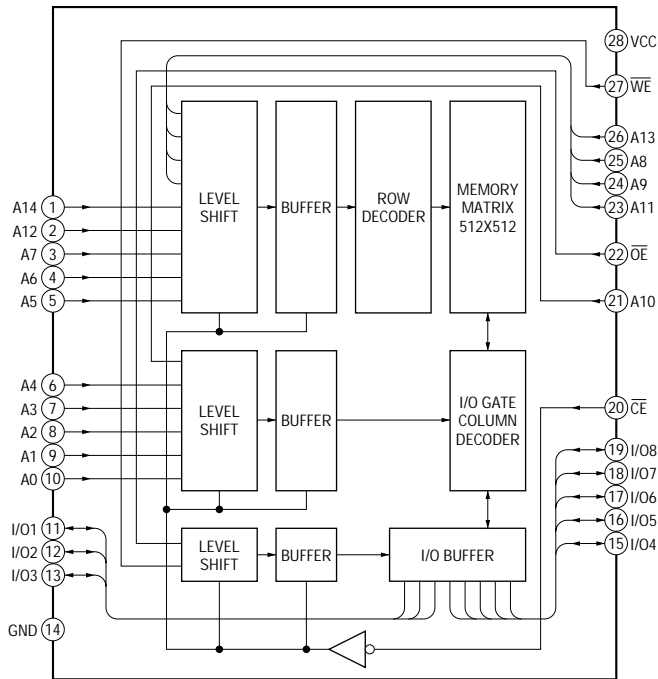 28 VCC
27 WE
26 A13
25 A8
24 A9
23 A11
22 OE
21 A10
20 CE
19 I/O8
18 I/O7
17 I/O6
16 I/O5
15 I/O4
A14 1
A12 2
A7 3
A6 4
A5 5
A4 6
A3 7
A2 8
A1 9
A0 10
I/O1 11
I/O2 12
I/O3 13
GND 14
LEVEL
SHIFT
BUFFER
ROW
DECODER
MEMORY
MATRIX
512X512
LEVEL
SHIFT
BUFFER
I/O GATE
COLUMN
DECODER
LEVEL
SHIFT
BUFFER
I/O BUFFER